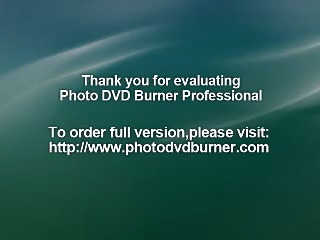 Thank you for evaluating
Photo DVD Burner Professional
To order full version,please visit:
http://www.photodvdburner.com